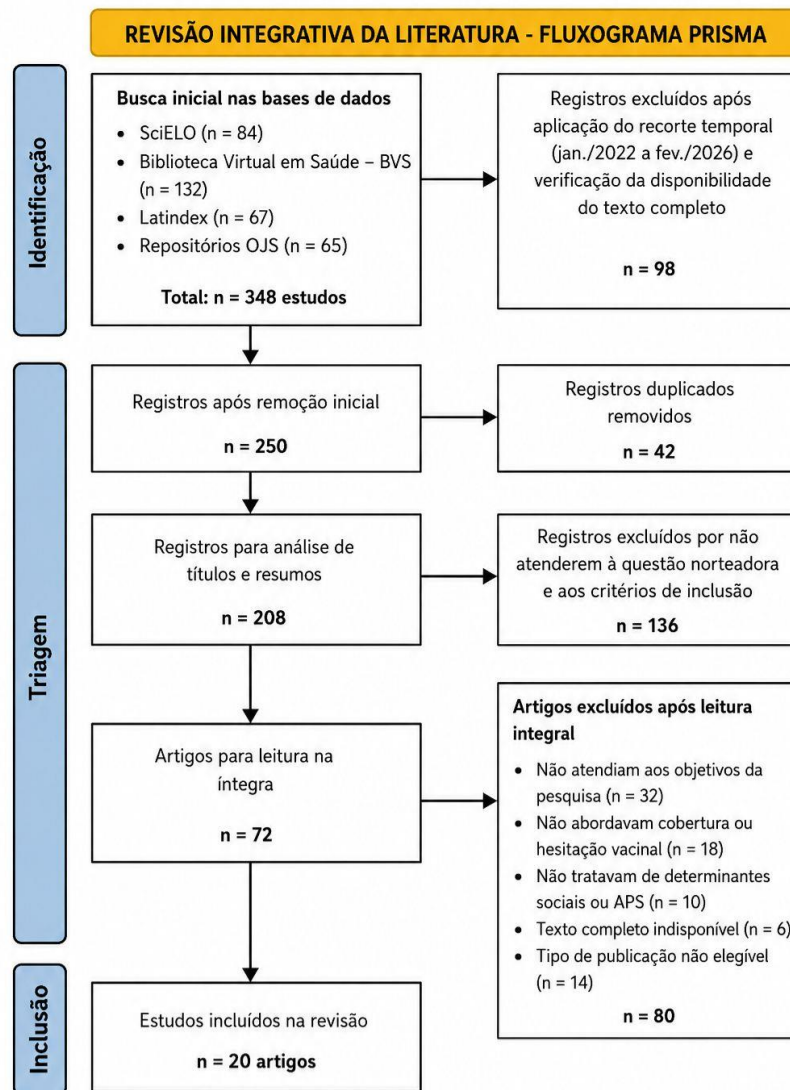 REVISÃO INTEGRATIVA DA LITERATURA - FLUXOGRAMA PRISMA
Identificação
Busca inicial nas bases de dados
• SciELO (n = 84)
• Biblioteca Virtual em Saúde – BVS
(n = 132)
• Latindex (n = 67)
• Repositórios OJS (n = 65)
Total: n = 348 estudos
Registros excluídos após
aplicação do recorte temporal
(jan./2022 a fev./2026) e
verificação da disponibilidade
do texto completo
n = 98
Triagem
Registros após remoção inicial
n = 250
Registros duplicados
removidos
n = 42
Registros para análise de
títulos e resumos
n = 208
Registros excluídos por não
atenderem à questão norteadora
e aos critérios de inclusão
n = 136
Artigos para leitura na
íntegra
n = 72
Artigos excluídos após leitura
integral
• Não atendiam aos objetivos da
pesquisa (n = 32)
• Não abordavam cobertura ou
hesitação vacinal (n = 18)
• Não tratavam de determinantes
sociais ou APS (n = 10)
• Texto completo indisponível (n = 6)
• Tipo de publicação não elegível
(n = 14)
n = 80
Inclusão
Estudos incluídos na revisão
n = 20 artigos